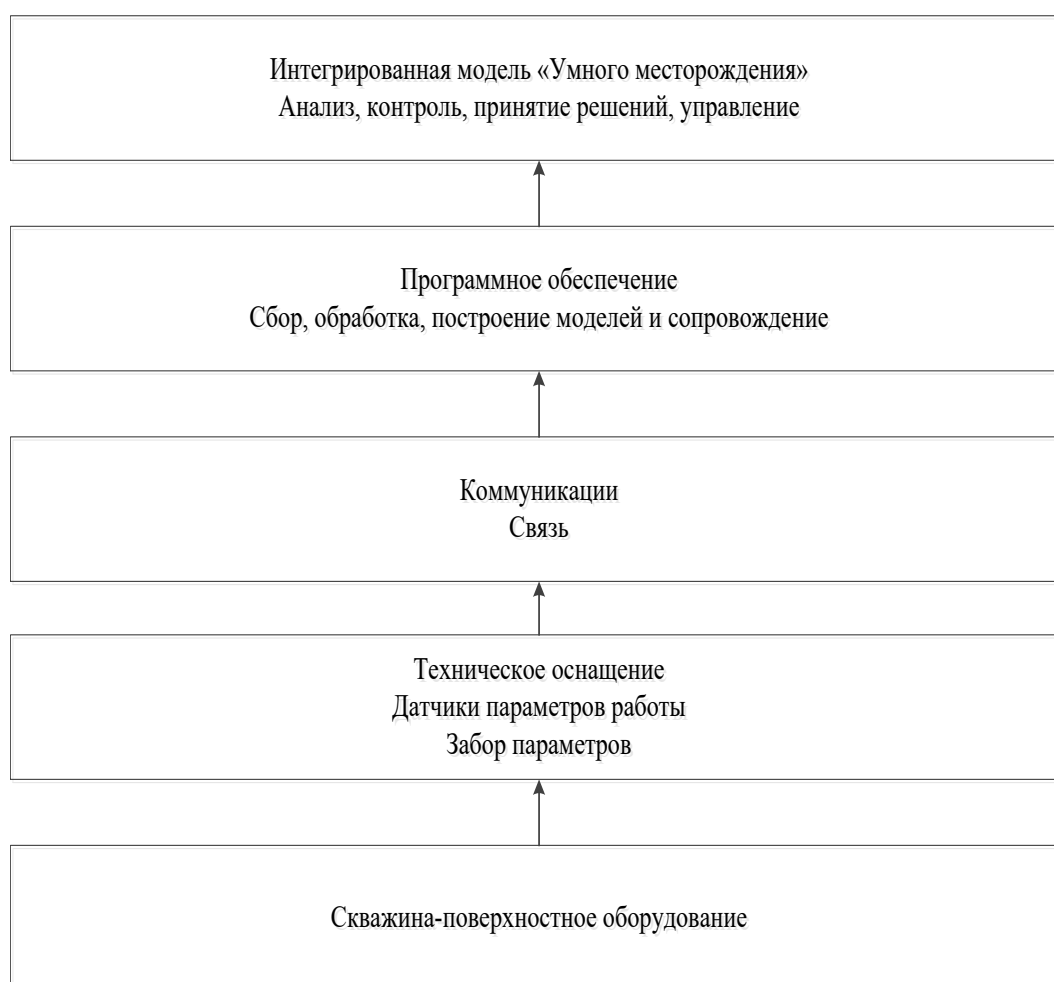 Интегрированная модель «Умного месторождения»
Анализ, контроль, принятие решений, управление
Программное обеспечение
Сбор, обработка, построение моделей и сопровождение
Коммуникации
Связь
Техническое оснащение
Датчики параметров работы
Забор параметров
Скважина-поверхностное оборудование